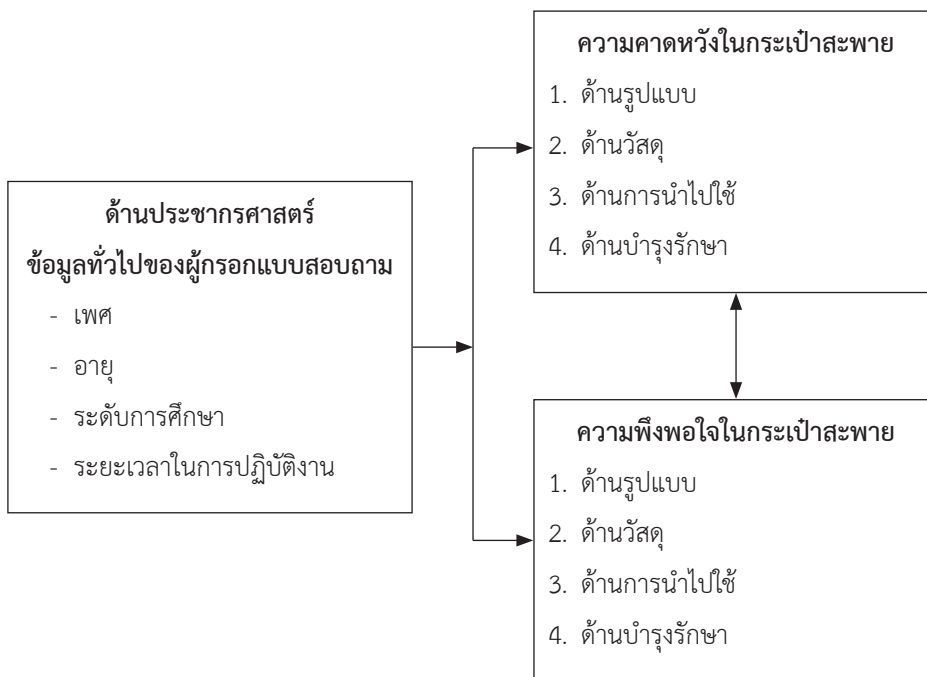 ด้านประชากรศาสตร์
ข้อมูลทั่วไปของผู้กรอกแบบสอบถาม
- เพศ
- อายุ
- ระดับการศึกษา
- ระยะเวลาในการปฏิบัติงาน
ความคาดหวังในกระเป๋าสะพาย
1. ด้านรูปแบบ
2. ด้านวัสดุ
3. ด้านการนำไปใช้
4. ด้านบำรุงรักษา
ความพึงพอใจในกระเป๋าสะพาย
1. ด้านรูปแบบ
2. ด้านวัสดุ
3. ด้านการนำไปใช้
4. ด้านบำรุงรักษา